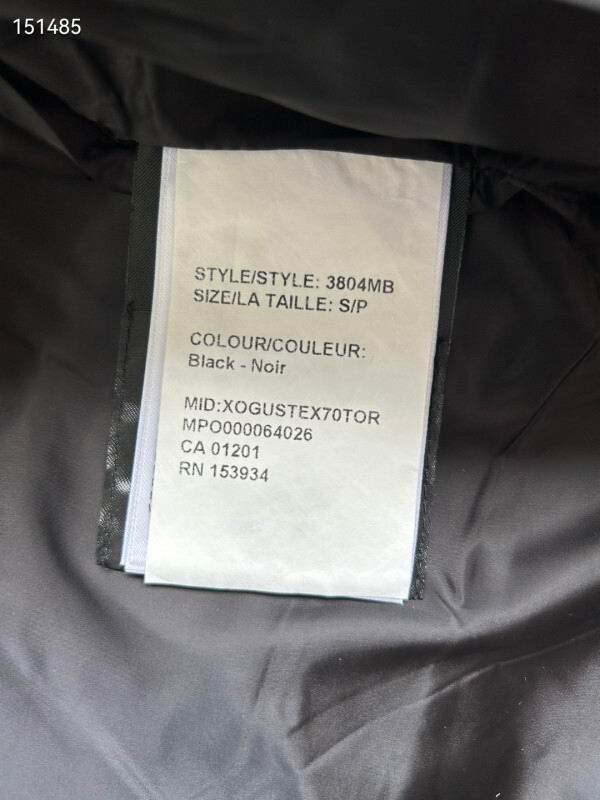 151485
STYLE/STYLE: 3804MB
SIZE/LA TAILLE: S/P
COLOUR/COULEUR:
Black - Noir
MID:XOGUSTEX70TOR
MPO000064026
CA 01201
RN 153934